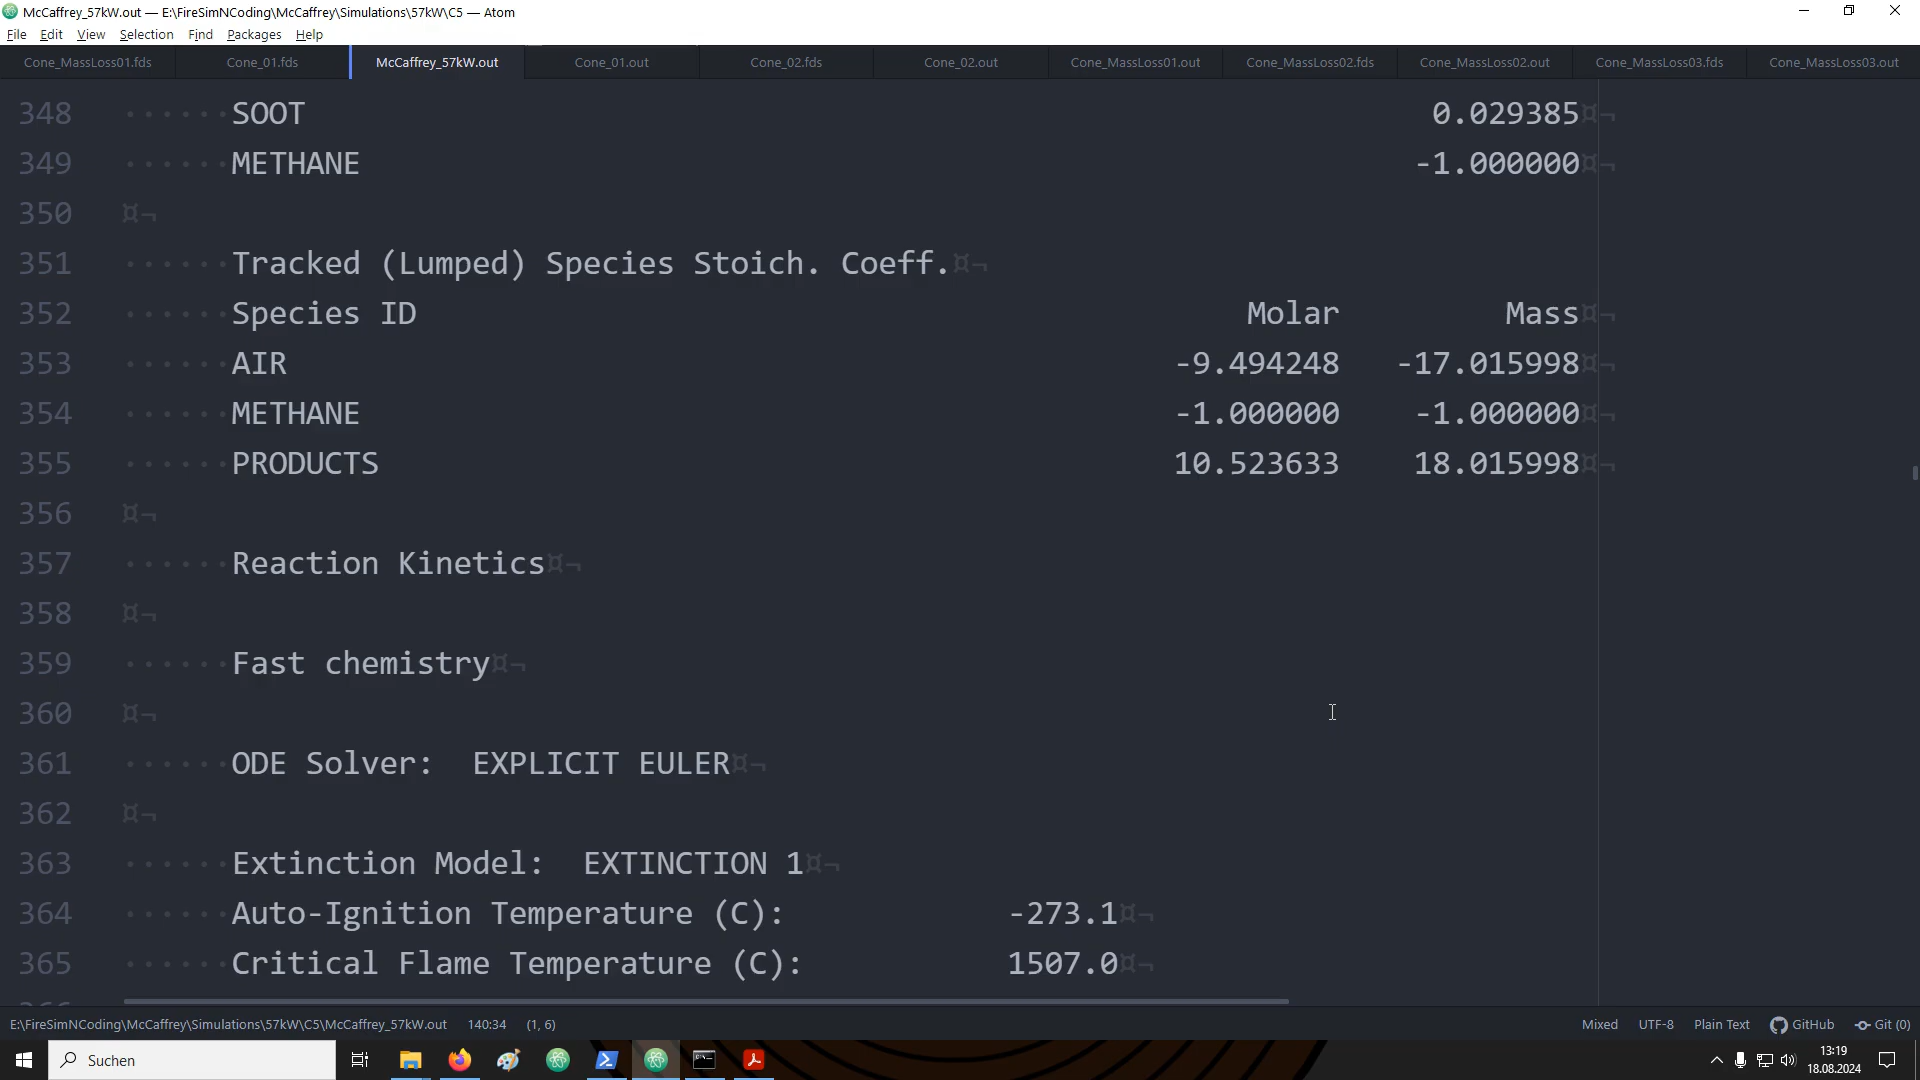 McCaffrey_57kW.out — E:\FireSimNCoding\McCaffrey\Simulations\57kW\C5 — Atom
File Edit View Selection Find Packages Help
Cone_MassLoss01.fds Cone_01.fds McCaffrey_57kW.out Cone_01.out Cone_02.fds Cone_02.out Cone_MassLoss01.out Cone_MassLoss02.fds Cone_MassLoss02.out Cone_MassLoss03.fds Cone_MassLoss03.out
348 ······SOOT 0.029385¤¬
349 ······METHANE -1.000000¤¬
350 ¤¬
351 ······Tracked (Lumped) Species Stoich. Coeff.¤¬
352 ······Species ID Molar Mass¤¬
353 ······AIR -9.494248 -17.015998¤¬
354 ······METHANE -1.000000 -1.000000¤¬
355 ······PRODUCTS 10.523633 18.015998¤¬
356 ¤¬
357 ······Reaction Kinetics¤¬
358 ¤¬
359 ······Fast chemistry¤¬
360 ¤¬
361 ······ODE Solver:  EXPLICIT EULER¤¬
362 ¤¬
363 ······Extinction Model:  EXTINCTION 1¤¬
364 ······Auto-Ignition Temperature (C): -273.1¤¬
365 ······Critical Flame Temperature (C): 1507.0¤¬
E:\FireSimNCoding\McCaffrey\Simulations\57kW\C5\McCaffrey_57kW.out 140:34 (1, 6) Mixed UTF-8 Plain Text GitHub Git (0)
Suchen 13:19
18.08.2024